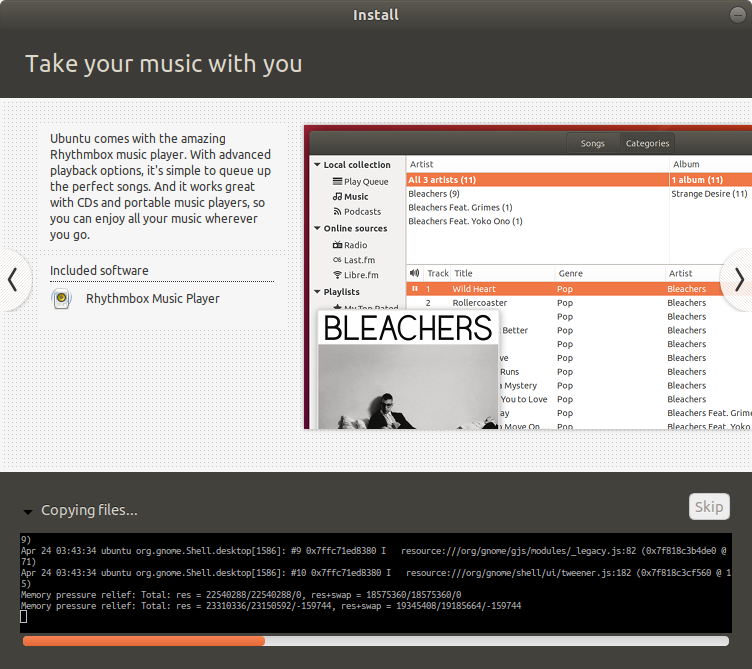 Install
Take your music with you
Ubuntu comes with the amazing
Rhythmbox music player. With advanced
playback options, it's simple to queue up
the perfect songs. And it works great
with CDs and portable music players, so
you can enjoy all your music wherever
you go.
Included software
Rhythmbox Music Player
Songs Categories
Local collection
Play Queue
Music
Podcasts
Online sources
Radio
Last.fm
Libre.fm
Playlists
My Top Rated
Artist Album
All 3 artists (11) 1 album (11)
Bleachers (9) Strange Desire (11)
Bleachers Feat. Grimes (1)
Bleachers Feat. Yoko Ono (1)
Track Title Genre Artist
1 Wild Heart Pop Bleachers
2 Rollercoaster Pop Bleachers
Pop Bleachers
Better Pop Bleachers
Pop Bleachers
ve Pop Bleachers
Runs Pop Bleachers
a Mystery Pop Bleachers
You to Love Pop Bleachers
ay Pop Bleachers Feat. Grime
Move On... Pop Bleachers Feat. Yoko
BLEACHERS
Copying files...
Skip
9)
Apr 24 03:43:34 ubuntu org.gnome.Shell.desktop[1586]: #9 0x7ffc71ed8380 I resource:///org/gnome/gjs/modules/_legacy.js:82 (0x7f818c3b4de0 @
71)
Apr 24 03:43:34 ubuntu org.gnome.Shell.desktop[1586]: #10 0x7ffc71ed8380 I resource:///org/gnome/shell/ui/tweener.js:182 (0x7f818c3cf560 @ 1
5)
Memory pressure relief: Total: res = 22540288/22540288/0, res+swap = 18575360/18575360/0
Memory pressure relief: Total: res = 23310336/23150592/-159744, res+swap = 19345408/19185664/-159744